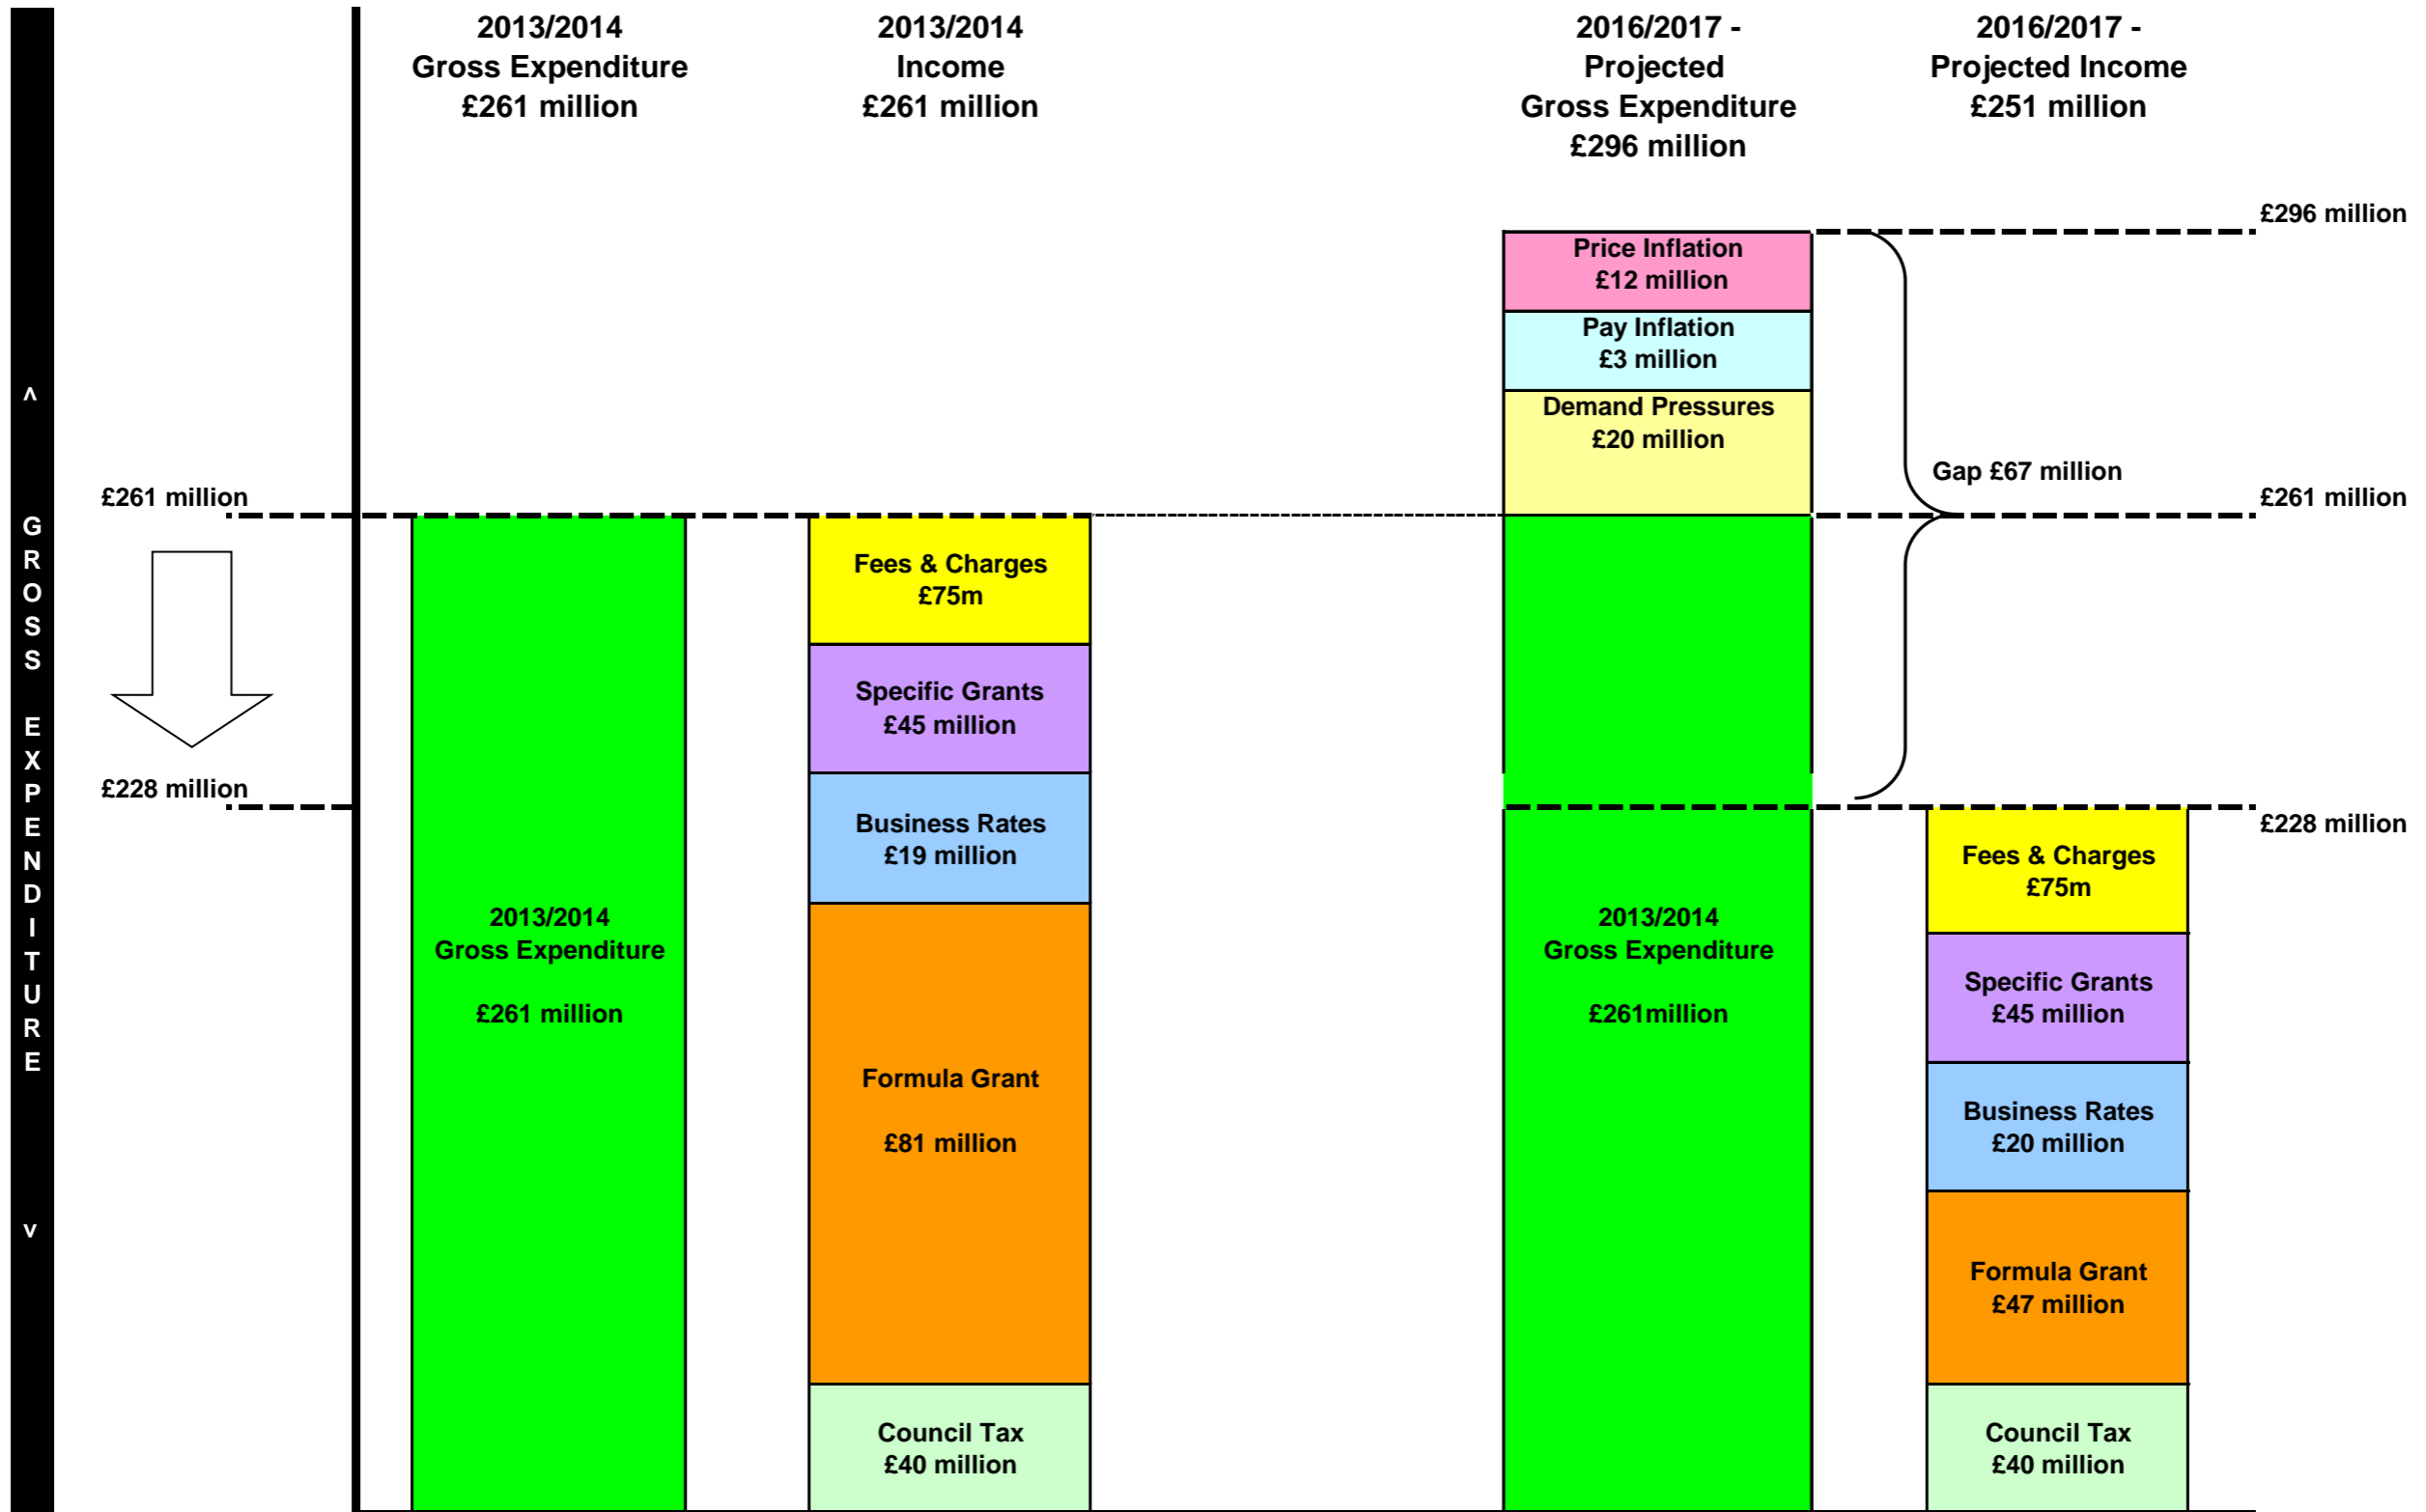 2013/2014
Gross Expenditure
£261 million
2013/2014
Income
£261 million
2016/2017 -
Projected
Gross Expenditure
£296 million
2016/2017 -
Projected Income
£251 million
£296 million
Price Inflation
£12 million
Pay Inflation
£3 million
Demand Pressures
£20 million
Gap £67 million
£261 million
£261 million
^ GROSS EXPENDITURE v
£228 million
£228 million
2013/2014
Gross Expenditure
£261 million
Fees & Charges
£75m
Specific Grants
£45 million
Business Rates
£19 million
Formula Grant
£81 million
Council Tax
£40 million
2013/2014
Gross Expenditure
£261million
Fees & Charges
£75m
Specific Grants
£45 million
Business Rates
£20 million
Formula Grant
£47 million
Council Tax
£40 million